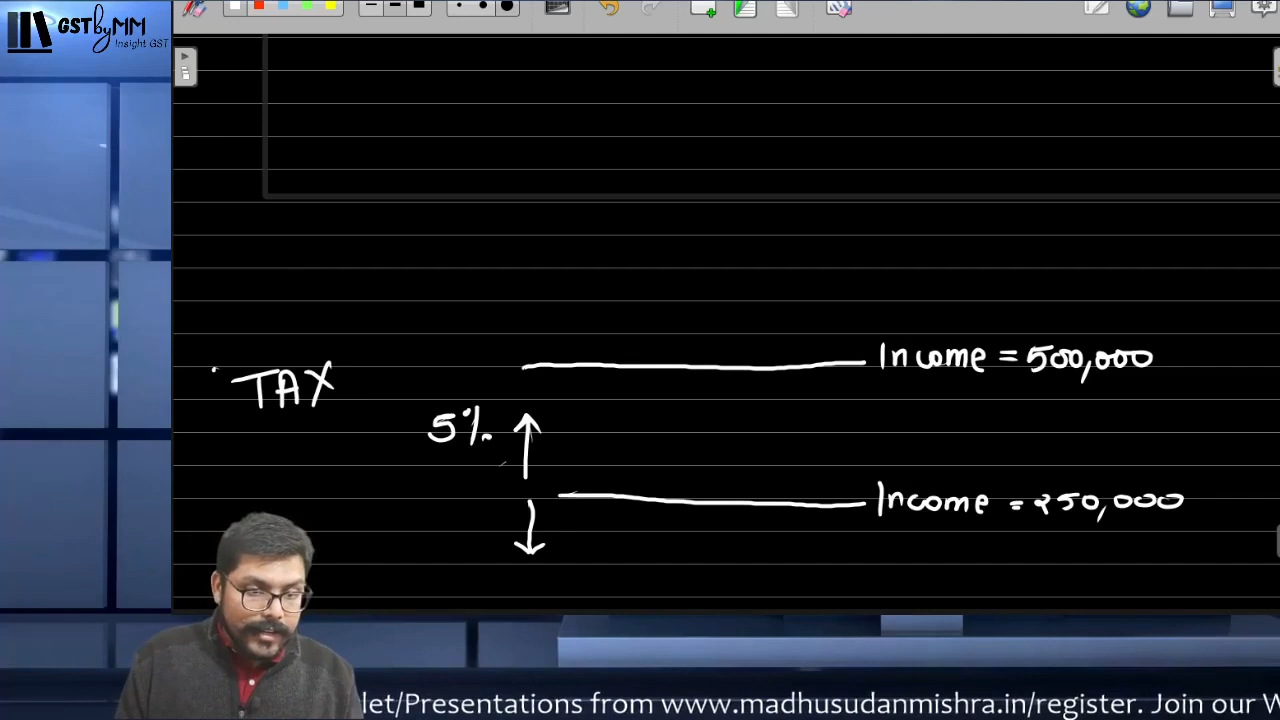 GSTbyMM
Insight GST
Income = 500,000
TAX
5%
Income = 250,000
let/Presentations from www.madhusudanmishra.in/register. Join our W